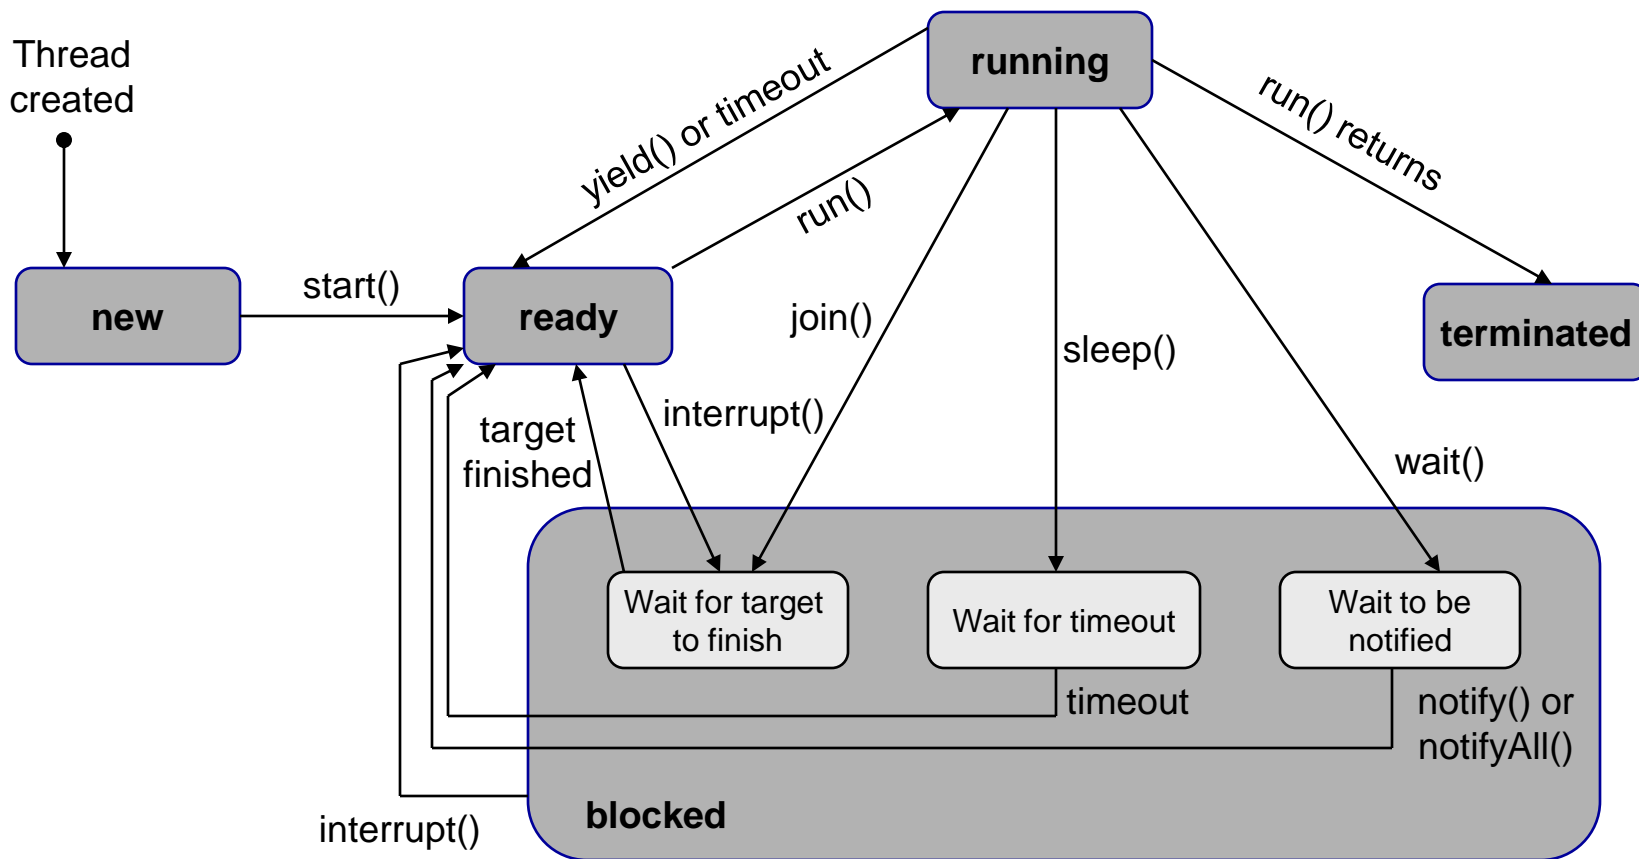 Thread
created
running
yield() or timeout
run() returns
run()
new
start()
ready
join()
sleep()
terminated
interrupt()
target
finished
wait()
Wait for target
to finish
Wait for timeout
Wait to be
notified
timeout
notify() or
notifyAll()
interrupt()
blocked